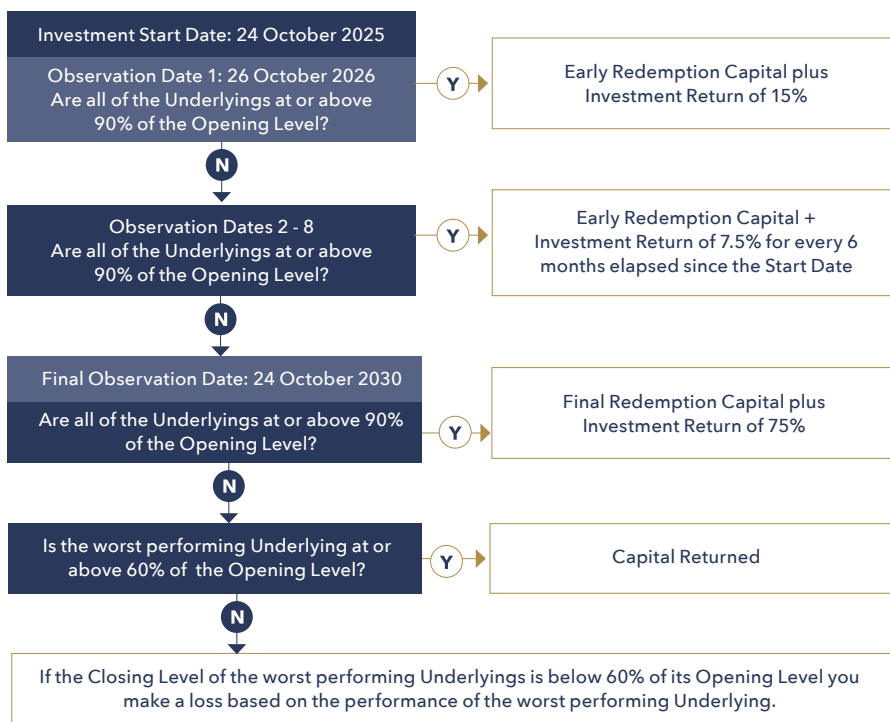 Investment Start Date: 24 October 2025
Observation Date 1: 26 October 2026
Are all of the Underlyings at or above
90% of the Opening Level?
Y
Early Redemption Capital plus
Investment Return of 15%
N
Observation Dates 2 - 8
Are all of the Underlyings at or above
90% of the Opening Level?
Y
Early Redemption Capital +
Investment Return of 7.5% for every 6
months elapsed since the Start Date
N
Final Observation Date: 24 October 2030
Are all of the Underlyings at or above 90%
of the Opening Level?
Y
Final Redemption Capital plus
Investment Return of 75%
N
Is the worst performing Underlying at or
above 60% of the Opening Level?
Y
Capital Returned
N
If the Closing Level of the worst performing Underlyings is below 60% of its Opening Level you
make a loss based on the performance of the worst performing Underlying.